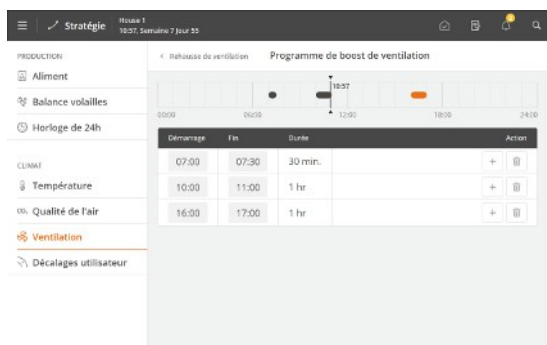 Stratégie
House 1
10:57, Semaine 7 Jour 55
PRODUCTION
Aliment
Balance volailles
Horloge de 24h
CLIMAT
Température
CO₂ Qualité de l'air
Ventilation
Décalages utilisateur
< Rehausse de ventilation
Programme de boost de ventilation
10:57
00:00 06:00 12:00 18:00 24:00
Démarrage Fin Durée Action
07:00 07:30 30 min.
10:00 11:00 1 hr
16:00 17:00 1 hr